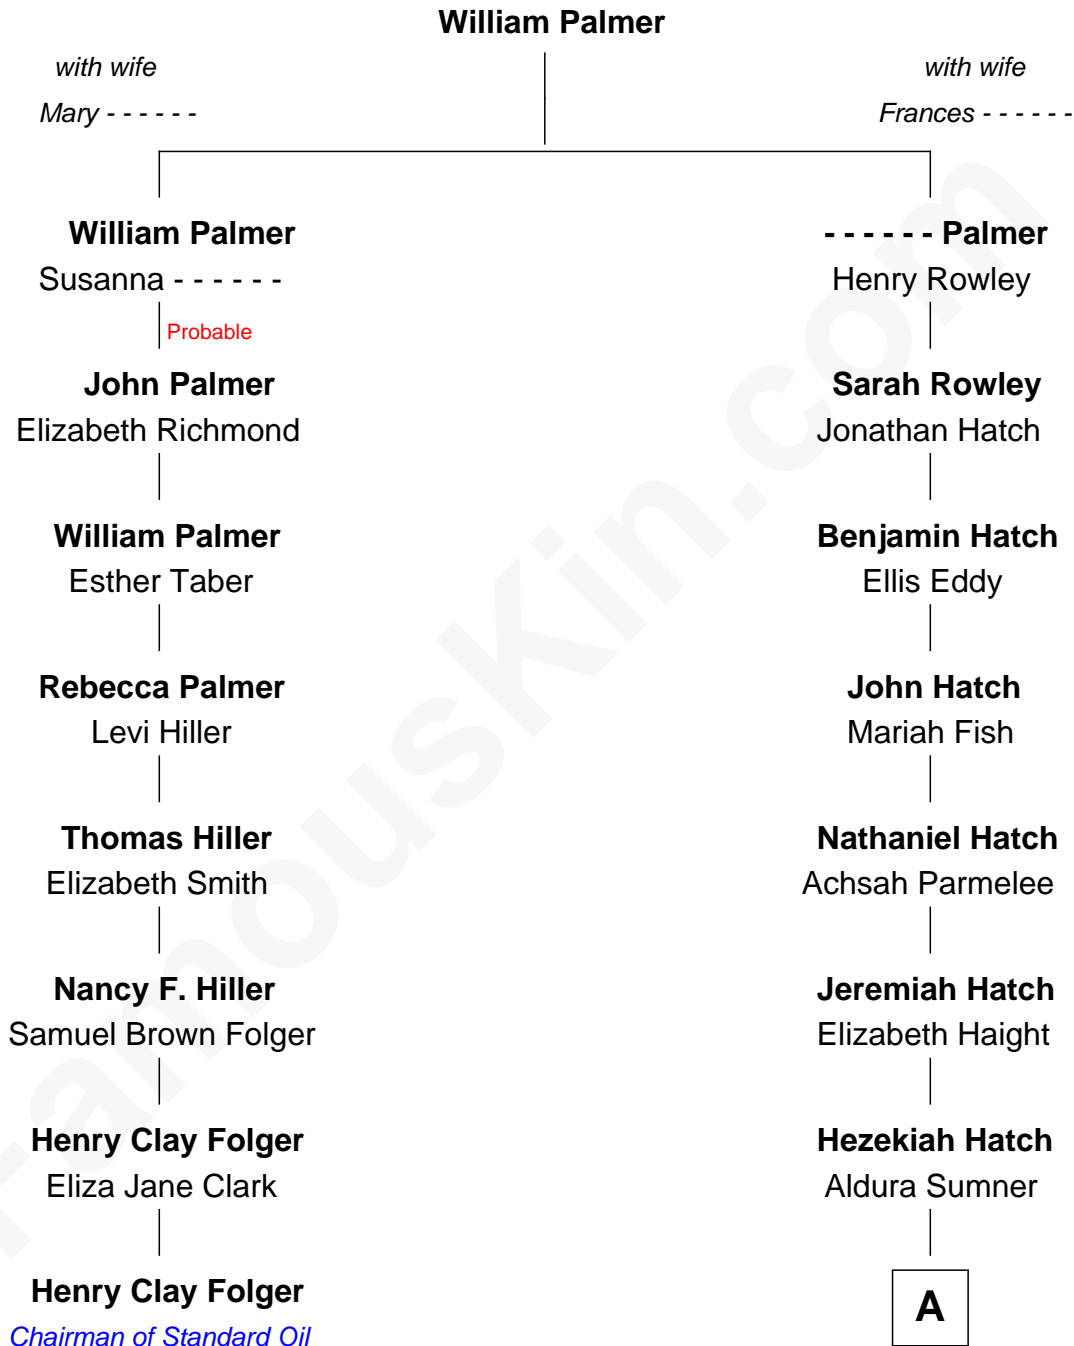 William Palmer
with wife
Mary - - - - - -
with wife
Frances - - - - - -
William Palmer
Susanna - - - - - -
Probable
John Palmer
Elizabeth Richmond
William Palmer
Esther Taber
Rebecca Palmer
Levi Hiller
Thomas Hiller
Elizabeth Smith
Nancy F. Hiller
Samuel Brown Folger
Henry Clay Folger
Eliza Jane Clark
Henry Clay Folger
Chairman of Standard Oil
- - - - - - Palmer
Henry Rowley
Sarah Rowley
Jonathan Hatch
Benjamin Hatch
Ellis Eddy
John Hatch
Mariah Fish
Nathaniel Hatch
Achsah Parmelee
Jeremiah Hatch
Elizabeth Haight
Hezekiah Hatch
Aldura Sumner
A
FamousKin.com